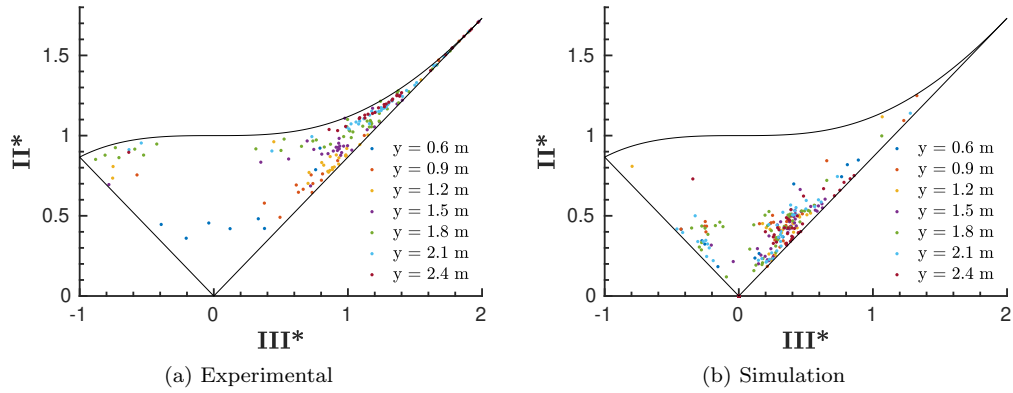 1.5
1
0.5
0
-1
0
1
2
II*
III*
y = 0.6 m
y = 0.9 m
y = 1.2 m
y = 1.5 m
y = 1.8 m
y = 2.1 m
y = 2.4 m
(a) Experimental
1.5
1
0.5
0
-1
0
1
2
II*
III*
y = 0.6 m
y = 0.9 m
y = 1.2 m
y = 1.5 m
y = 1.8 m
y = 2.1 m
y = 2.4 m
(b) Simulation